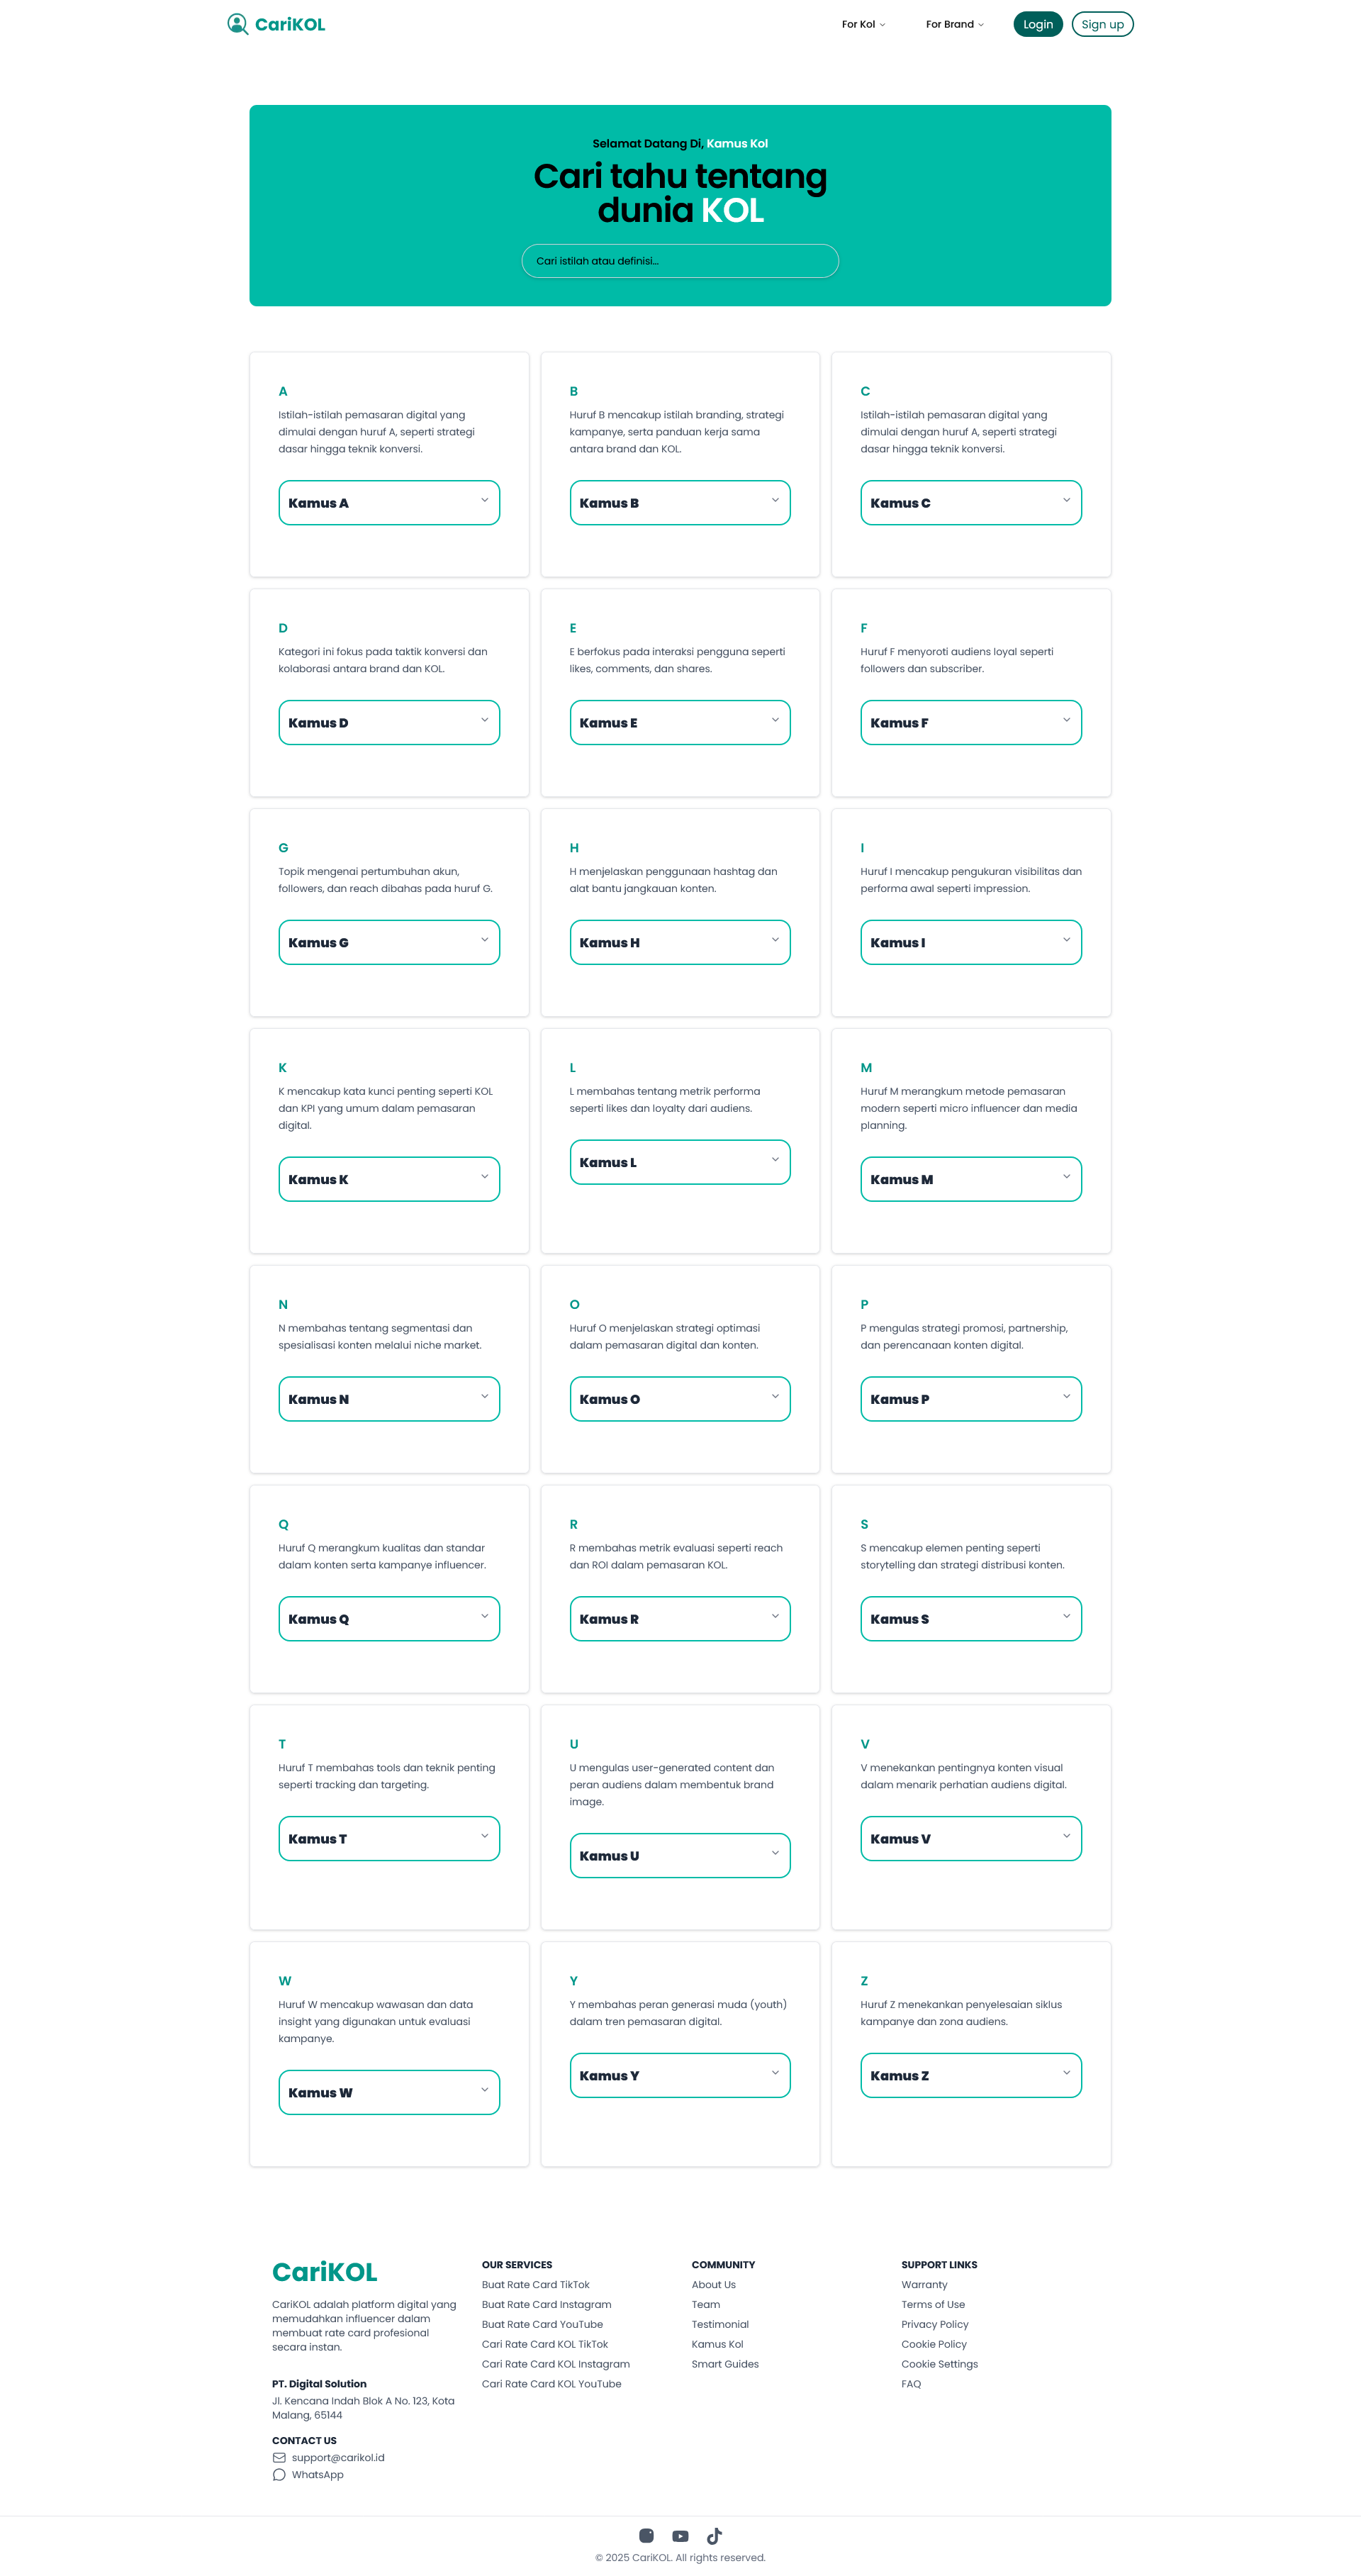 CariKOL
For Kol
For Brand
Login
Sign up
Selamat Datang Di, Kamus Kol
Cari tahu tentang
dunia KOL
Cari istilah atau definisi...
A
Istilah-istilah pemasaran digital yang
dimulai dengan huruf A, seperti strategi
dasar hingga teknik konversi.
Kamus A
B
Huruf B mencakup istilah branding, strategi
kampanye, serta panduan kerja sama
antara brand dan KOL.
Kamus B
C
Istilah-istilah pemasaran digital yang
dimulai dengan huruf A, seperti strategi
dasar hingga teknik konversi.
Kamus C
D
Kategori ini fokus pada taktik konversi dan
kolaborasi antara brand dan KOL.
Kamus D
E
E berfokus pada interaksi pengguna seperti
likes, comments, dan shares.
Kamus E
F
Huruf F menyoroti audiens loyal seperti
followers dan subscriber.
Kamus F
G
Topik mengenai pertumbuhan akun,
followers, dan reach dibahas pada huruf G.
Kamus G
H
H menjelaskan penggunaan hashtag dan
alat bantu jangkauan konten.
Kamus H
I
Huruf I mencakup pengukuran visibilitas dan
performa awal seperti impression.
Kamus I
K
K mencakup kata kunci penting seperti KOL
dan KPI yang umum dalam pemasaran
digital.
Kamus K
L
L membahas tentang metrik performa
seperti likes dan loyalty dari audiens.
Kamus L
M
Huruf M merangkum metode pemasaran
modern seperti micro influencer dan media
planning.
Kamus M
N
N membahas tentang segmentasi dan
spesialisasi konten melalui niche market.
Kamus N
O
Huruf O menjelaskan strategi optimasi
dalam pemasaran digital dan konten.
Kamus O
P
P mengulas strategi promosi, partnership,
dan perencanaan konten digital.
Kamus P
Q
Huruf Q merangkum kualitas dan standar
dalam konten serta kampanye influencer.
Kamus Q
R
R membahas metrik evaluasi seperti reach
dan ROI dalam pemasaran KOL.
Kamus R
S
S mencakup elemen penting seperti
storytelling dan strategi distribusi konten.
Kamus S
T
Huruf T membahas tools dan teknik penting
seperti tracking dan targeting.
Kamus T
U
U mengulas user-generated content dan
peran audiens dalam membentuk brand
image.
Kamus U
V
V menekankan pentingnya konten visual
dalam menarik perhatian audiens digital.
Kamus V
W
Huruf W mencakup wawasan dan data
insight yang digunakan untuk evaluasi
kampanye.
Kamus W
Y
Y membahas peran generasi muda (youth)
dalam tren pemasaran digital.
Kamus Y
Z
Huruf Z menekankan penyelesaian siklus
kampanye dan zona audiens.
Kamus Z
CariKOL
CariKOL adalah platform digital yang
memudahkan influencer dalam
membuat rate card profesional
secara instan.
PT. Digital Solution
Jl. Kencana Indah Blok A No. 123, Kota
Malang, 65144
CONTACT US
support@carikol.id
WhatsApp
OUR SERVICES
Buat Rate Card TikTok
Buat Rate Card Instagram
Buat Rate Card YouTube
Cari Rate Card KOL TikTok
Cari Rate Card KOL Instagram
Cari Rate Card KOL YouTube
COMMUNITY
About Us
Team
Testimonial
Kamus Kol
Smart Guides
SUPPORT LINKS
Warranty
Terms of Use
Privacy Policy
Cookie Policy
Cookie Settings
FAQ
© 2025 CariKOL. All rights reserved.